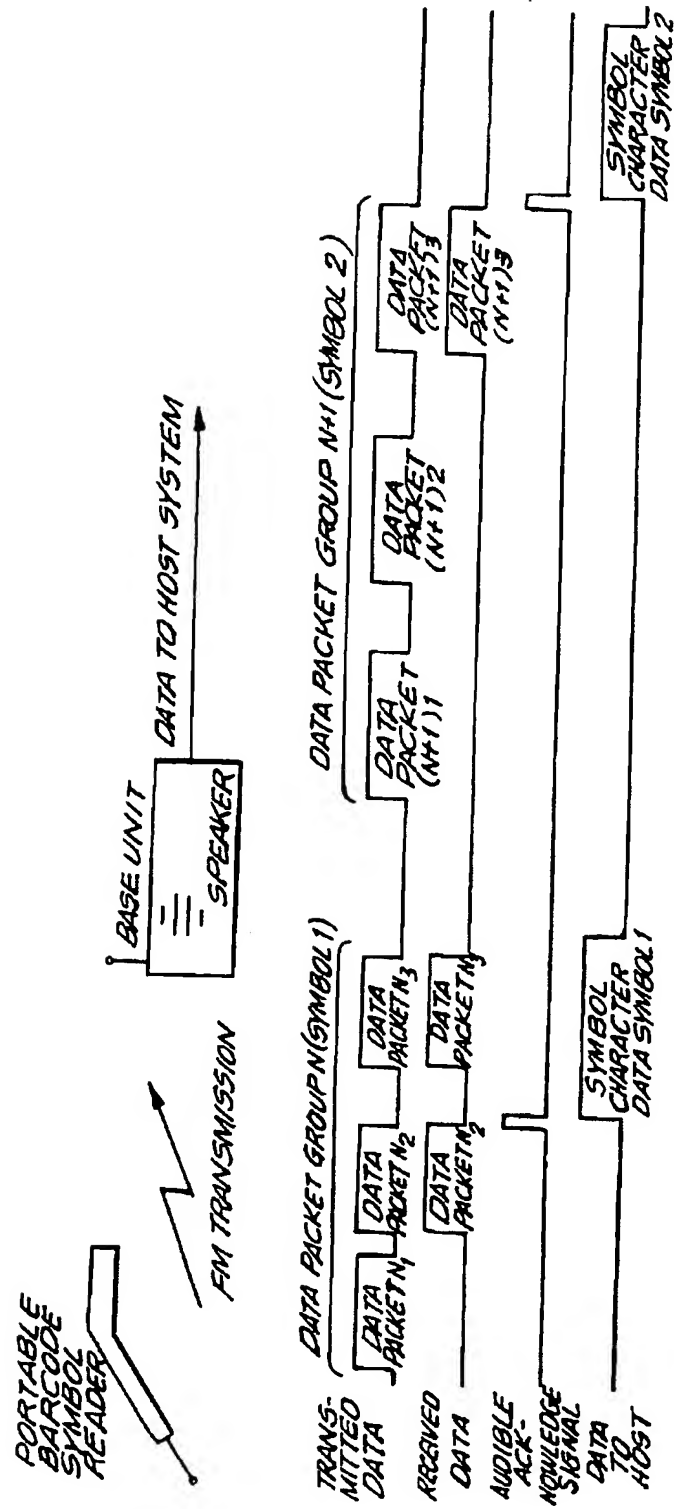 PORTABLE
BARCODE
SYMBOL
READER
FM TRANSMISSION
BASE UNIT
SPEAKER
DATA TO HOST SYSTEM
DATA PACKET GROUP N (SYMBOL 1)
DATA PACKET GROUP N+1 (SYMBOL 2)
TRANS-
MITTED
DATA
DATA
PACKET N1
DATA
PACKET N2
DATA
PACKET N3
DATA
PACKET
(N+1)1
DATA
PACKET
(N+1)2
DATA
PACKET
(N+1)3
RECEIVED
DATA
DATA
PACKET N2
DATA
PACKET N3
DATA
PACKET
(N+1)3
AUDIBLE
ACK-
NOWLEDGE
SIGNAL
DATA
TO
HOST
SYMBOL
CHARACTER
DATA SYMBOL 1
SYMBOL
CHARACTER
DATA SYMBOL 2